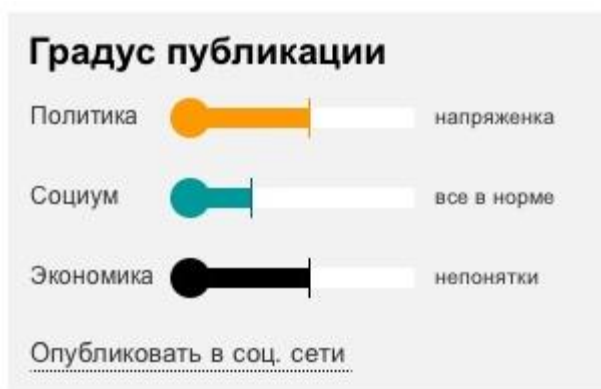 Градус публикации
Политика напряженка
Социум все в норме
Экономика непонятки
Опубликовать в соц. сети